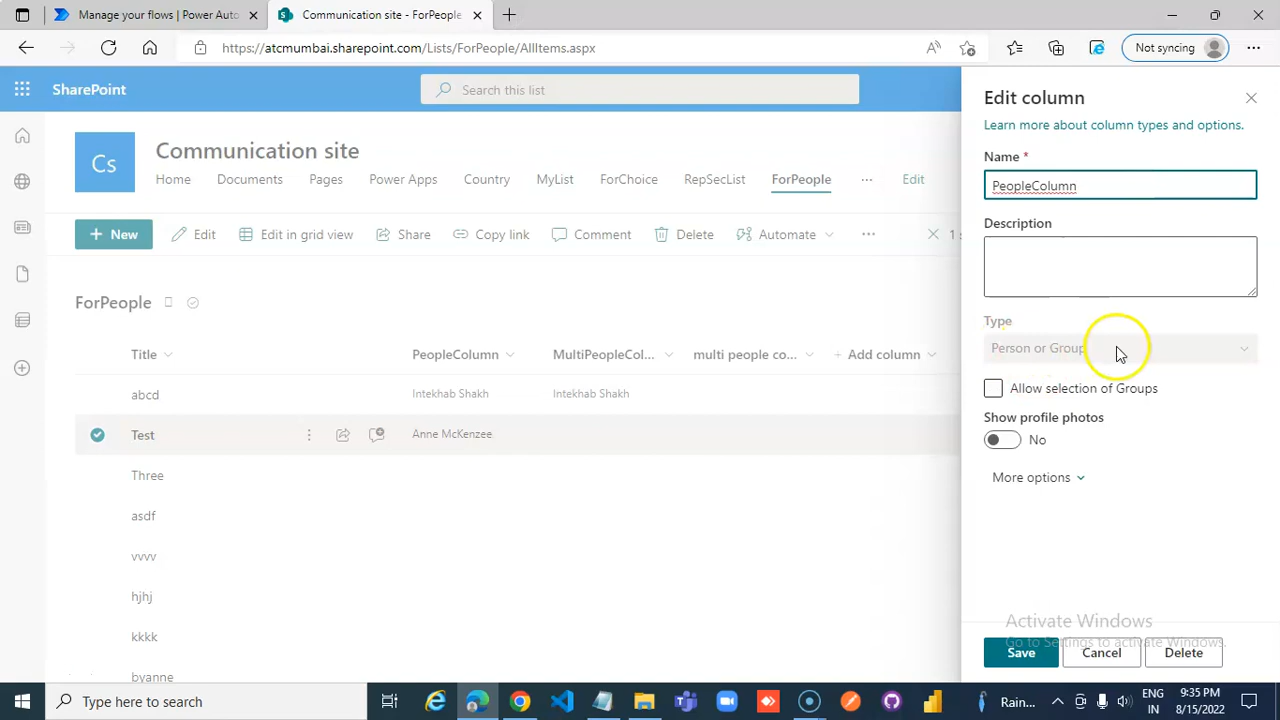 Manage your flows | Power Auto
Communication site - ForPeople
https://atcmumbai.sharepoint.com/Lists/ForPeople/AllItems.aspx
Not syncing
SharePoint
Search this list
Cs
Communication site
Home Documents Pages Power Apps Country MyList ForChoice RepSecList ForPeople ... Edit
+ New Edit Edit in grid view Share Copy link Comment Delete Automate ... 1
ForPeople
Title PeopleColumn MultiPeopleCol... multi people co... + Add column
abcd Intekhab Shakh Intekhab Shakh
Test Anne McKenzee
Three
asdf
vvvv
hjhj
kkkk
byanne
Edit column
Learn more about column types and options.
Name *
PeopleColumn
Description
Type
Person or Group
Allow selection of Groups
Show profile photos
No
More options
Activate Windows
Go to Settings to activate Windows.
Save Cancel Delete
Type here to search
Rain...
ENG
IN
9:35 PM
8/15/2022